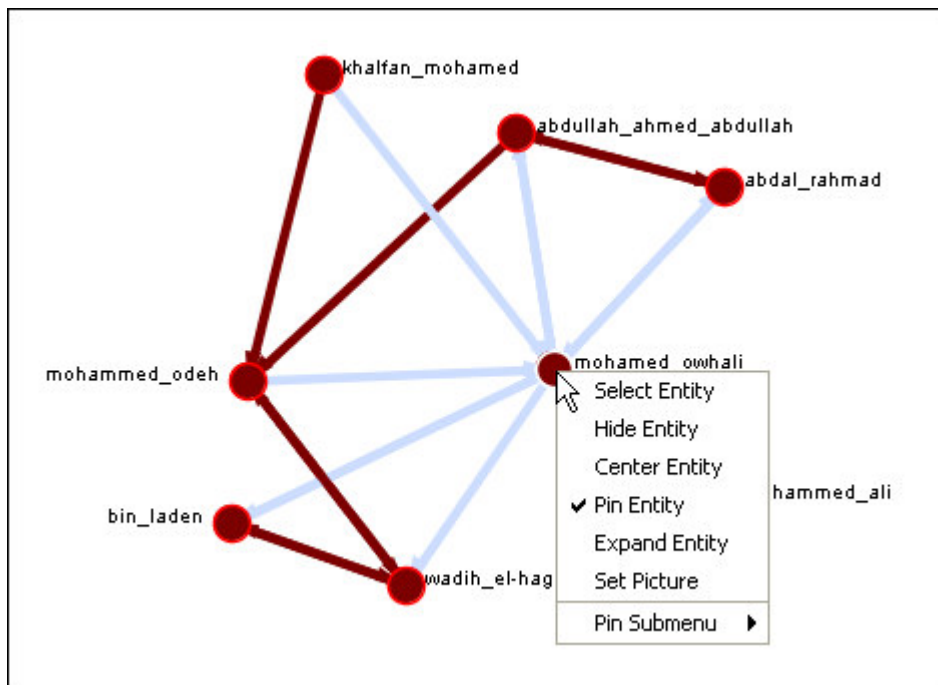 khalfan_mohamed
abdullah_ahmed_abdullah
abdal_rahmad
mohammed_odeh
mohamed_owhali
Select Entity
Hide Entity
Center Entity
hammed_ali
Pin Entity
bin_laden
Expand Entity
wadih_el-hag
Set Picture
Pin Submenu